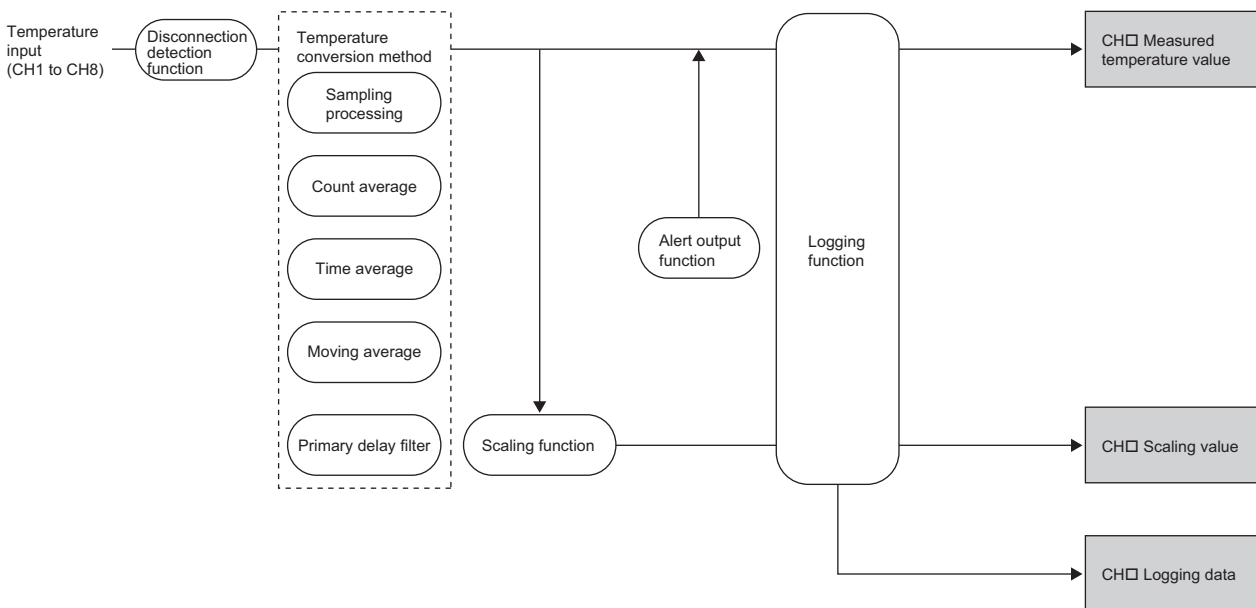 Temperature
input
(CH1 to CH8)
Disconnection
detection
function
Temperature
conversion method
Sampling
processing
Count average
Time average
Moving average
Primary delay filter
Scaling function
Alert output
function
Logging
function
CH□ Measured
temperature value
CH□ Scaling value
CH□ Logging data